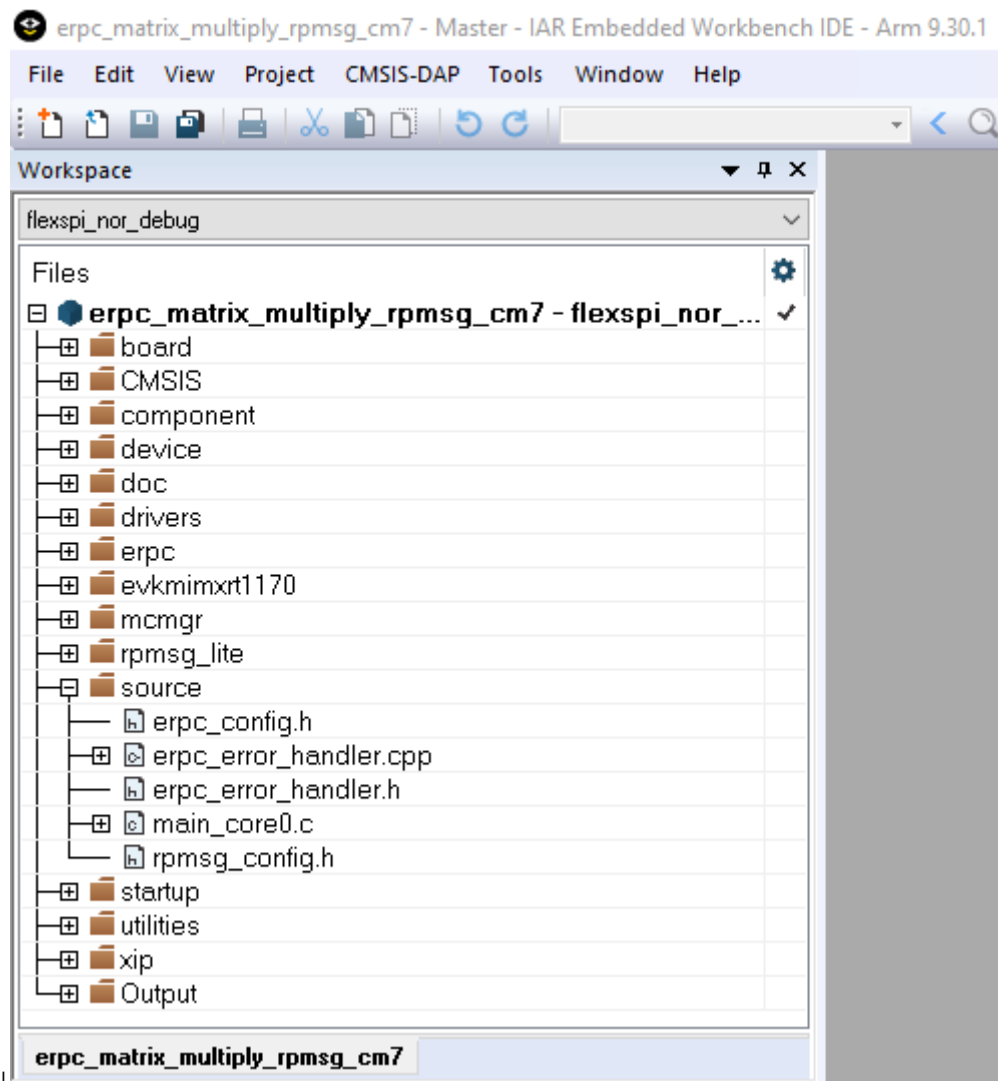 erpc_matrix_multiply_rpmsg_cm7 - Master - IAR Embedded Workbench IDE - Arm 9.30.1
File Edit View Project CMSIS-DAP Tools Window Help
Workspace
flexspi_nor_debug
Files
erpc_matrix_multiply_rpmsg_cm7 - flexspi_nor_...
board
CMSIS
component
device
doc
drivers
erpc
evkmimxrt1170
mcmgr
rpmsg_lite
source
erpc_config.h
erpc_error_handler.cpp
erpc_error_handler.h
main_core0.c
rpmsg_config.h
startup
utilities
xip
Output
erpc_matrix_multiply_rpmsg_cm7